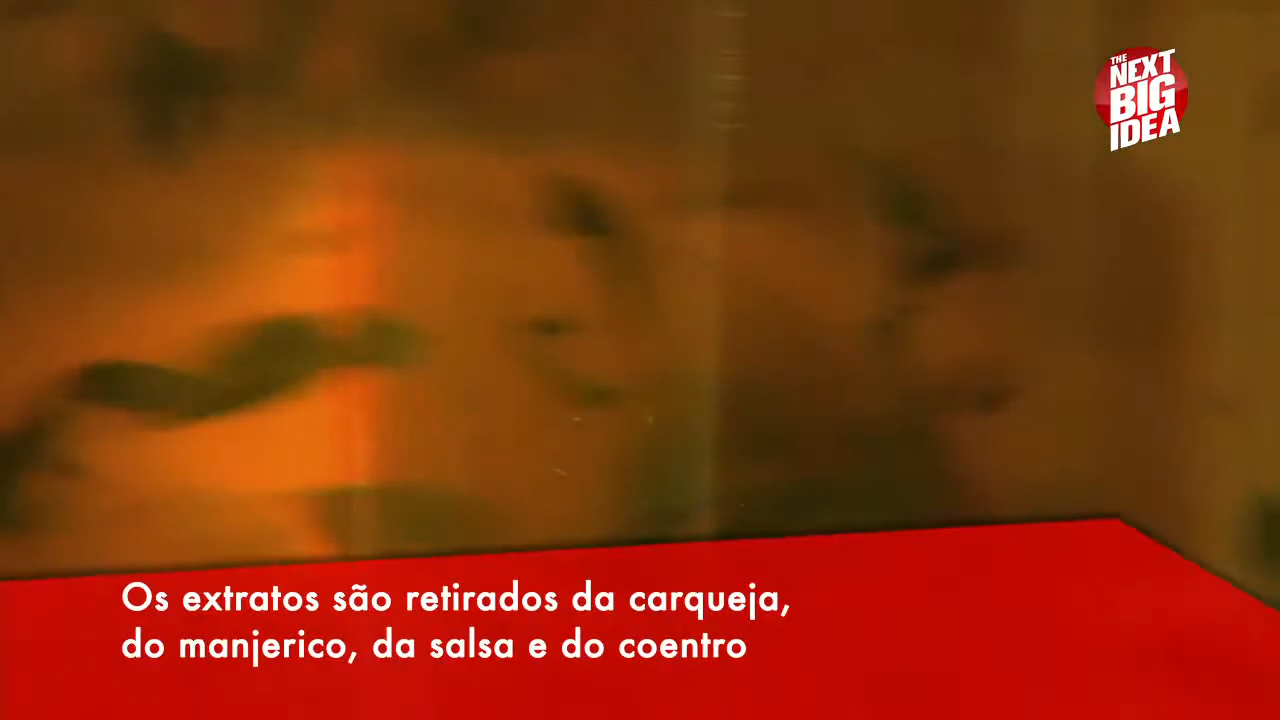 THE
NEXT
BIG
IDEA
Os extratos são retirados da carqueja,
do manjerico, da salsa e do coentro